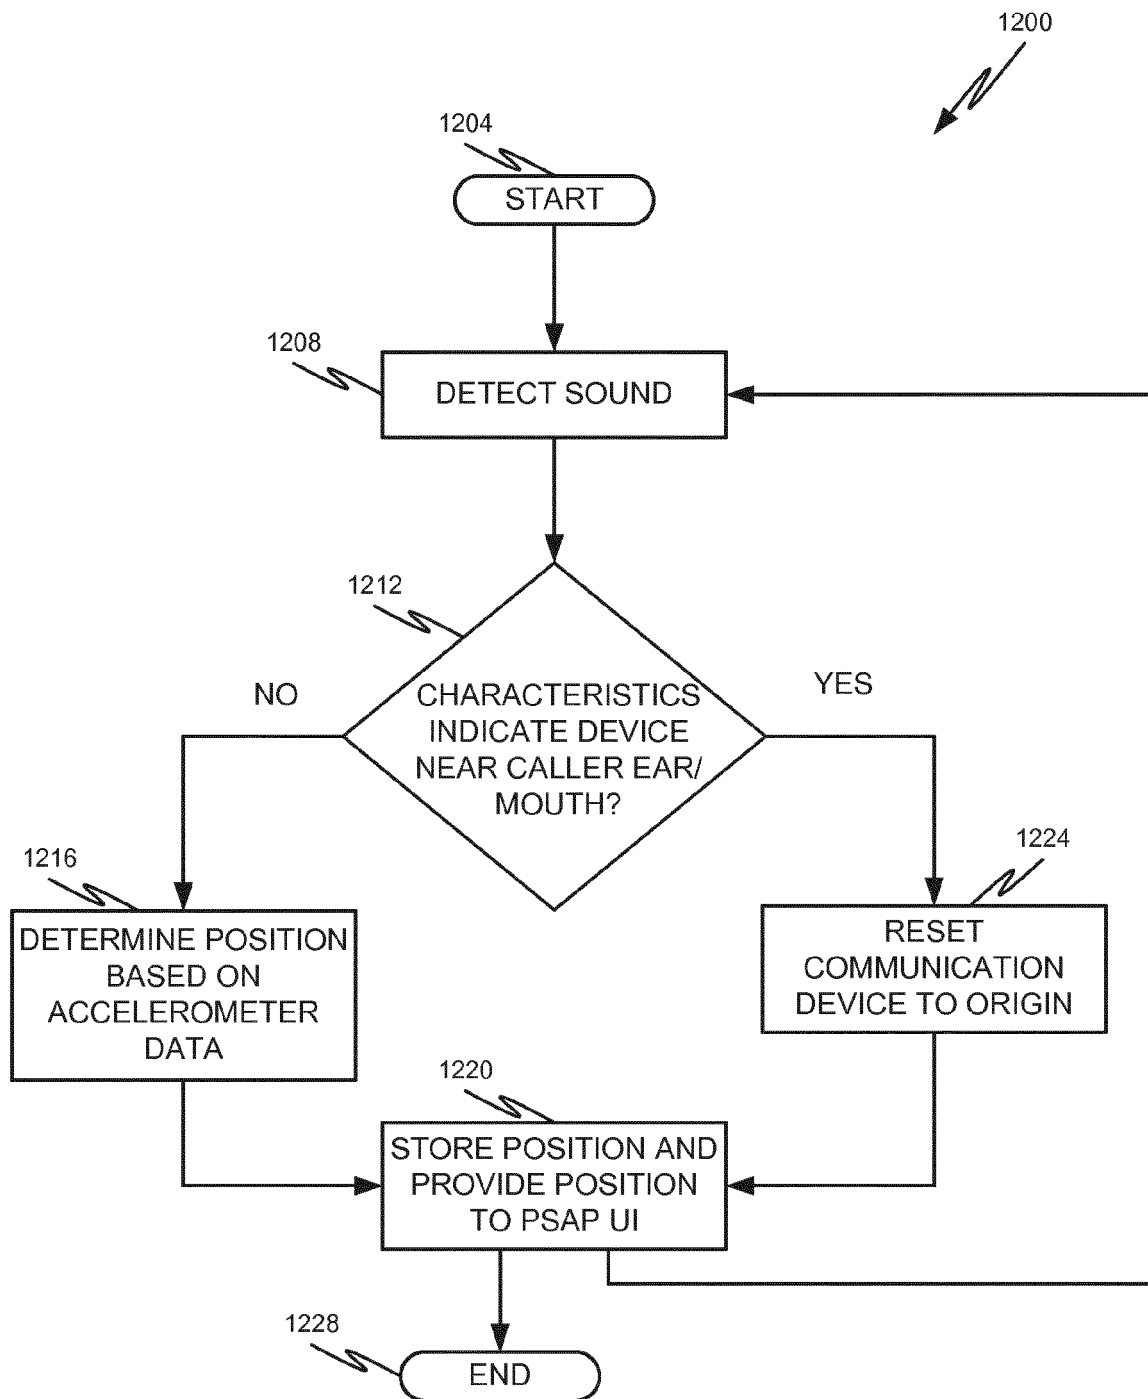 1200
1204
START
1208
DETECT SOUND
1212
NO
YES
CHARACTERISTICS
INDICATE DEVICE
NEAR CALLER EAR/
MOUTH?
1216
DETERMINE POSITION
BASED ON
ACCELEROMETER
DATA
1224
RESET
COMMUNICATION
DEVICE TO ORIGIN
1220
STORE POSITION AND
PROVIDE POSITION
TO PSAP UI
1228
END